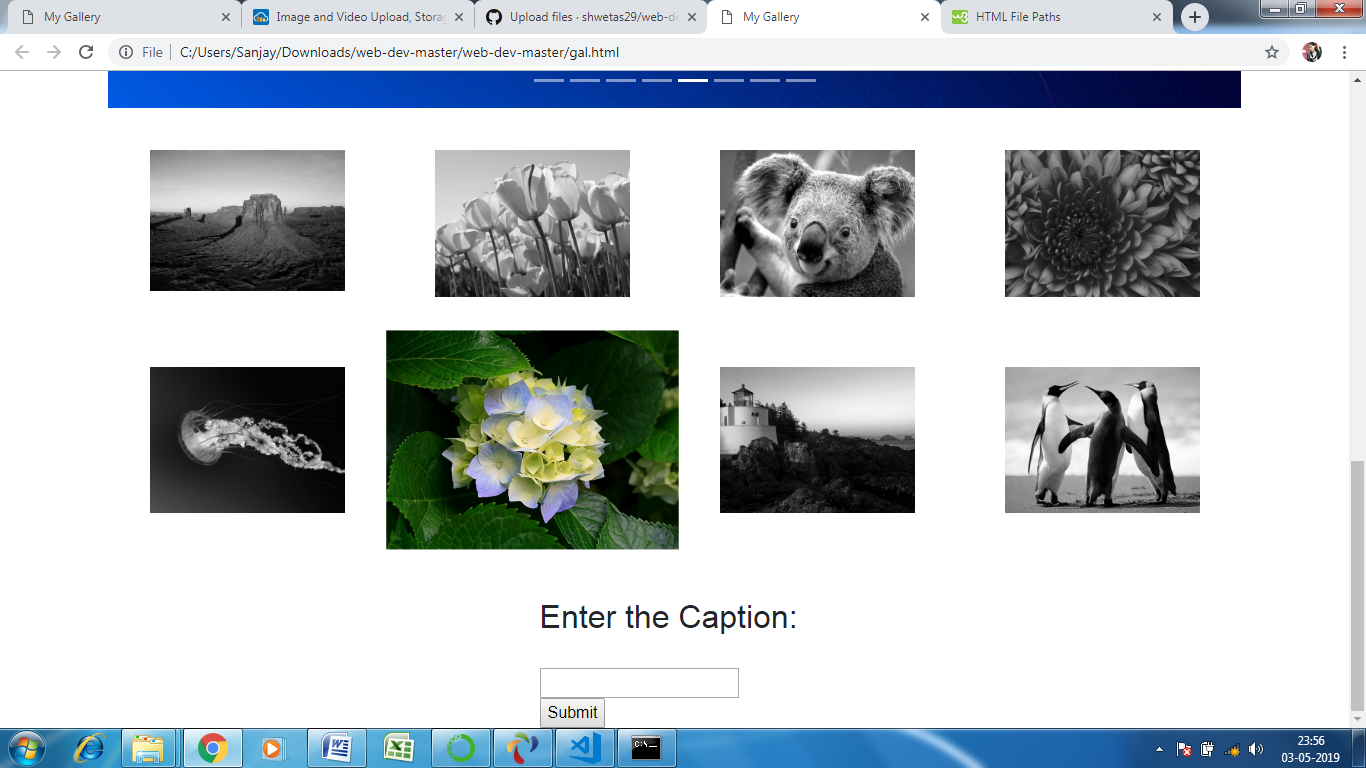 My Gallery
Image and Video Upload, Stora
Upload files · shwetas29/web-de
My Gallery
HTML File Paths
File
C:/Users/Sanjay/Downloads/web-dev-master/web-dev-master/gal.html
Enter the Caption:
Submit
C:\_
23:56
03-05-2019